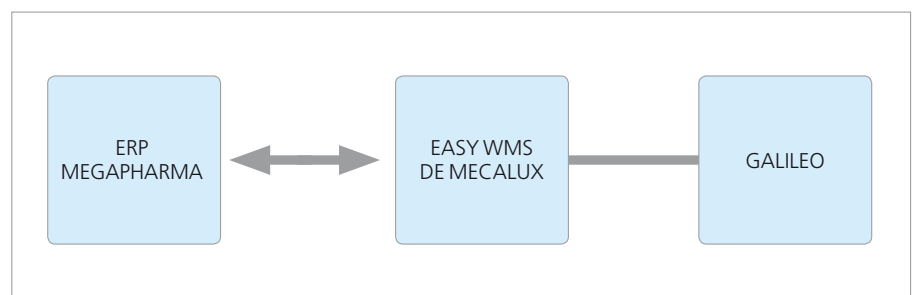 ERP
MEGAPHARMA
EASY WMS
DE MECALUX
GALILEO